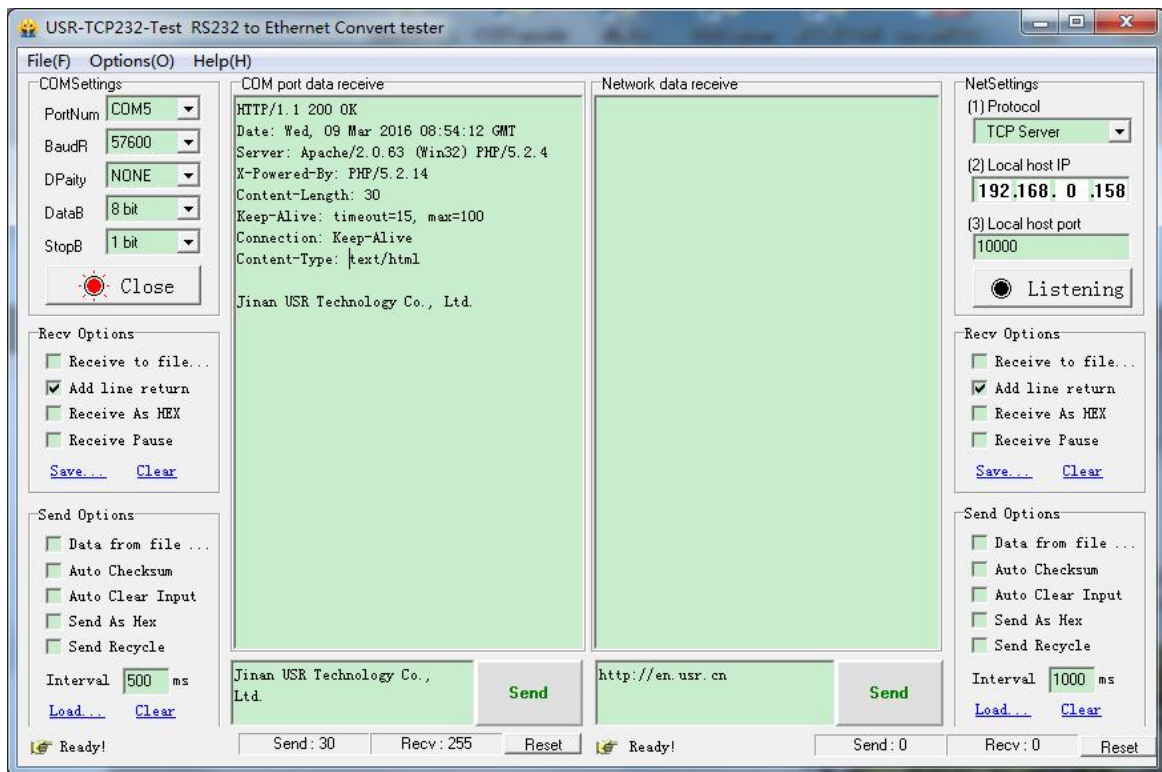 USR-TCP232-Test RS232 to Ethernet Convert tester
File(F) Options(O) Help(H)
COMSettings
PortNum COM5
BaudR 57600
DPaity NONE
DataB 8 bit
StopB 1 bit
Close
Recv Options
Receive to file...
Add line return
Receive As HEX
Receive Pause
Save... Clear
Send Options
Data from file ...
Auto Checksum
Auto Clear Input
Send As Hex
Send Recycle
Interval 500 ms
Load... Clear
COM port data receive
HTTP/1.1 200 OK
Date: Wed, 09 Mar 2016 08:54:12 GMT
Server: Apache/2.0.63 (Win32) PHP/5.2.4
X-Powered-By: PHP/5.2.14
Content-Length: 30
Keep-Alive: timeout=15, max=100
Connection: Keep-Alive
Content-Type: text/html
Jinan USR Technology Co., Ltd.
Jinan USR Technology Co.,
Ltd.
Send
Network data receive
http://en.usr.cn
Send
NetSettings
(1) Protocol
TCP Server
(2) Local host IP
192.168. 0 .158
(3) Local host port
10000
Listening
Recv Options
Receive to file...
Add line return
Receive As HEX
Receive Pause
Save... Clear
Send Options
Data from file ...
Auto Checksum
Auto Clear Input
Send As Hex
Send Recycle
Interval 1000 ms
Load... Clear
Ready! Send : 30 Recv : 255 Reset
Ready! Send : 0 Recv : 0 Reset